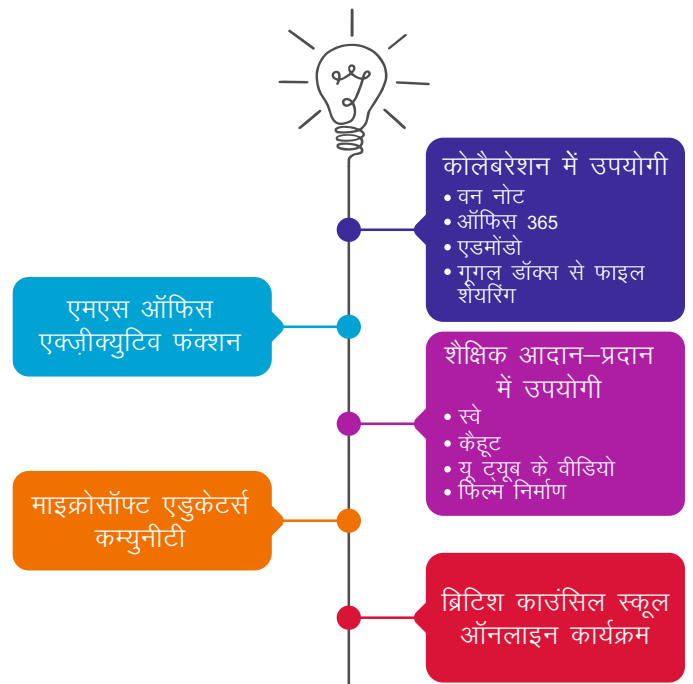 कोलैबरेशन में उपयोगी
• वन नोट
• ऑफिस 365
• एडमोंडो
• गूगल डॉक्स से फाइल
शेयरिंग
एमएस ऑफिस
एक्ज़ीक्युटिव फंक्शन
शैक्षिक आदान–प्रदान
में उपयोगी
• स्वे
• कैहूट
• यू ट्यूब के वीडियो
• फिल्म निर्माण
माइक्रोसॉफ्ट एडुकेटर्स
कम्युनीटी
ब्रिटिश काउंसिल स्कूल
ऑनलाइन कार्यक्रम